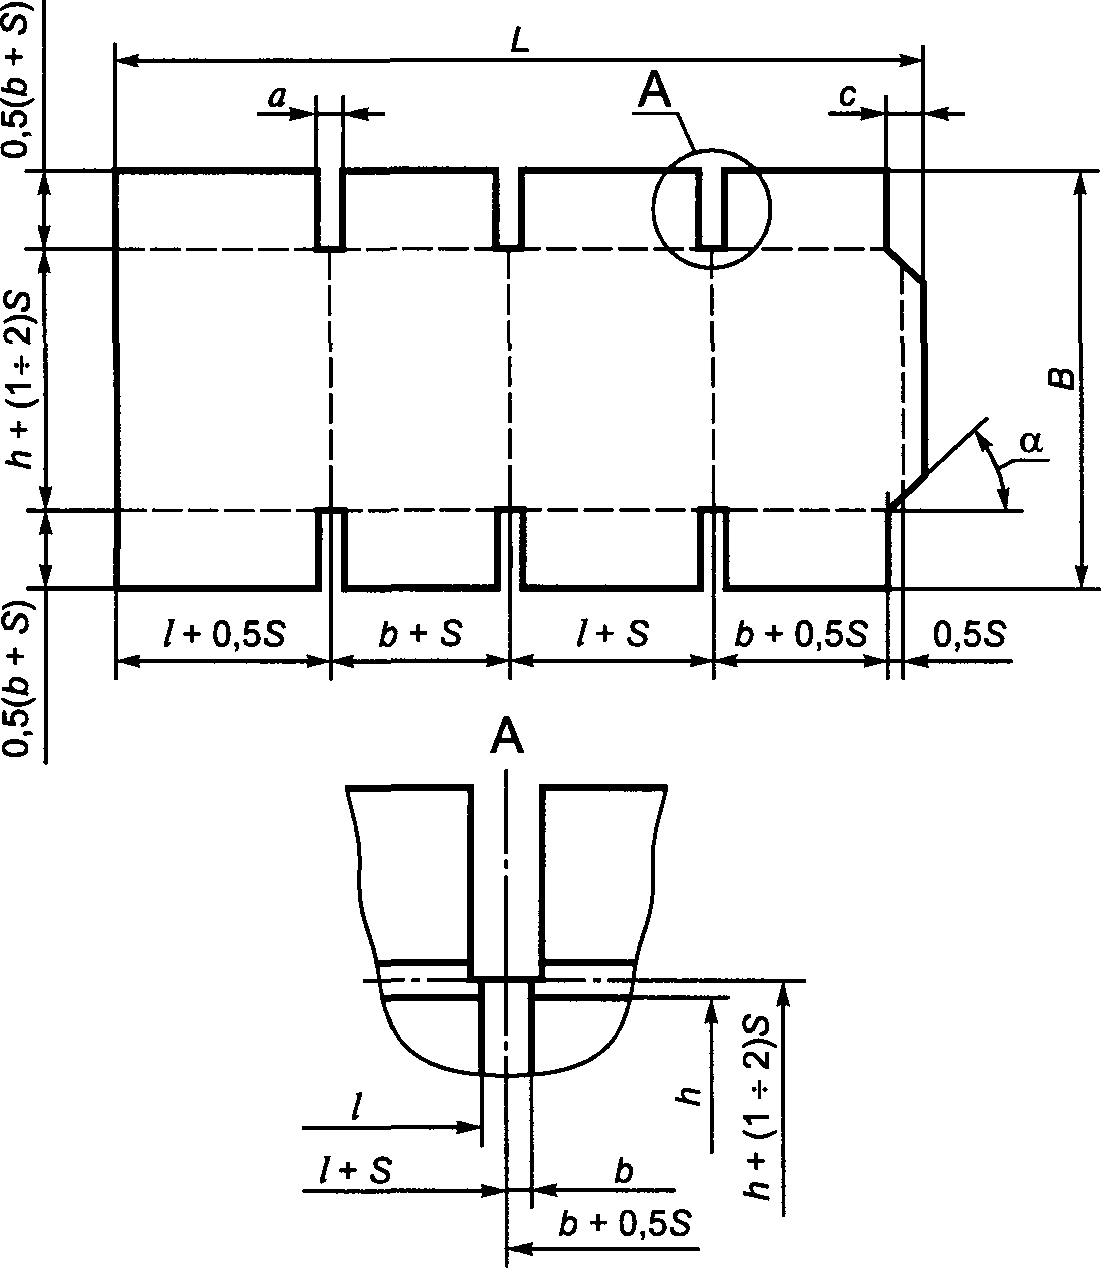 L
a
A
c
0,5(b + S)
h + (1 ÷ 2)S
0,5(b + S)
B
α
l + 0,5S
b + S
l + S
b + 0,5S
0,5S
A
l
h
h + (1 ÷ 2)S
l + S
b
b + 0,5S